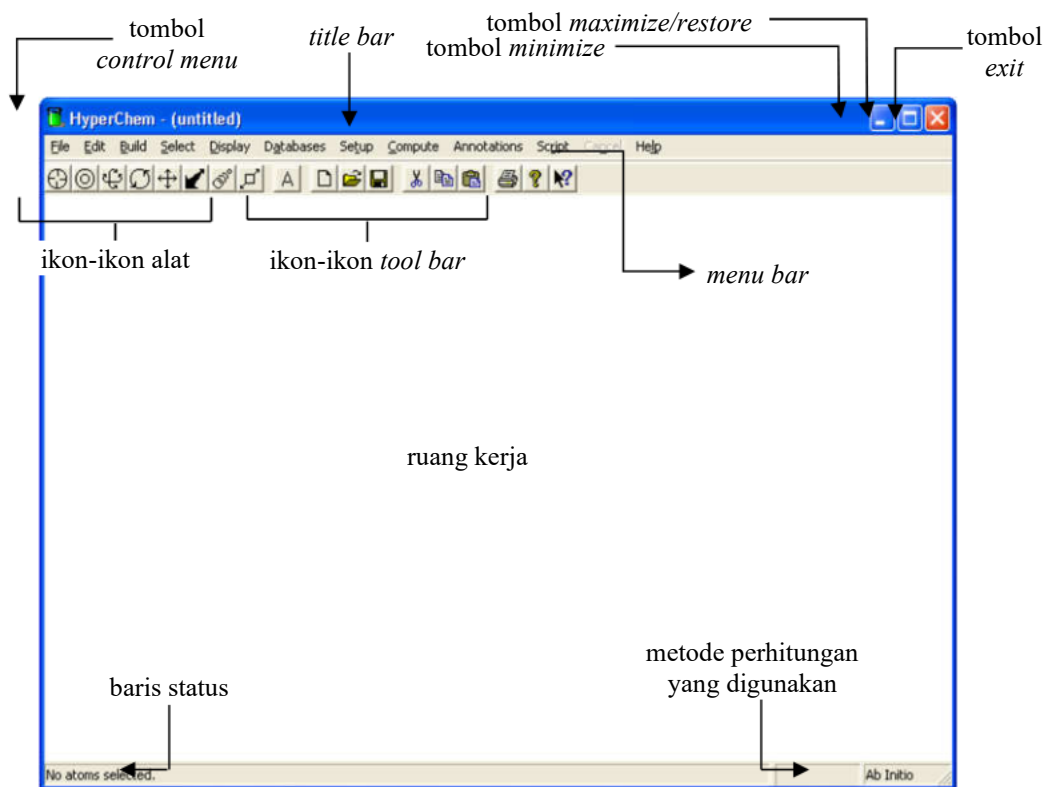 tombol
control menu
title bar
tombol maximize/restore
tombol minimize
tombol
exit
HyperChem - (untitled)
File Edit Build Select Display Databases Setup Compute Annotations Script Cancel Help
A
ikon-ikon alat
ikon-ikon tool bar
menu bar
ruang kerja
baris status
metode perhitungan
yang digunakan
No atoms selected.
Ab Initio